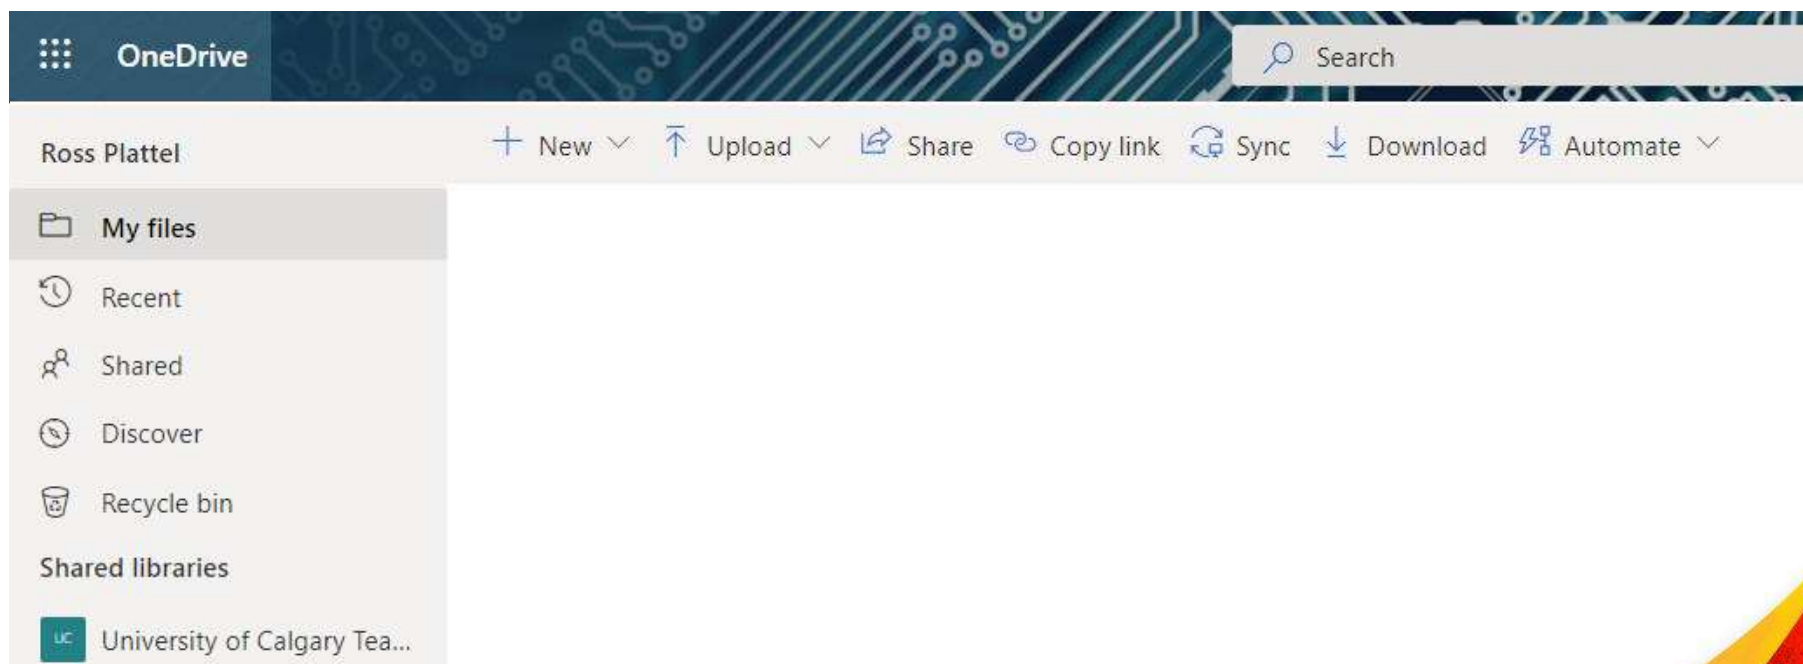 OneDrive
Search
Ross Plattel
New
Upload
Share
Copy link
Sync
Download
Automate
My files
Recent
Shared
Discover
Recycle bin
Shared libraries
UC
University of Calgary Tea...